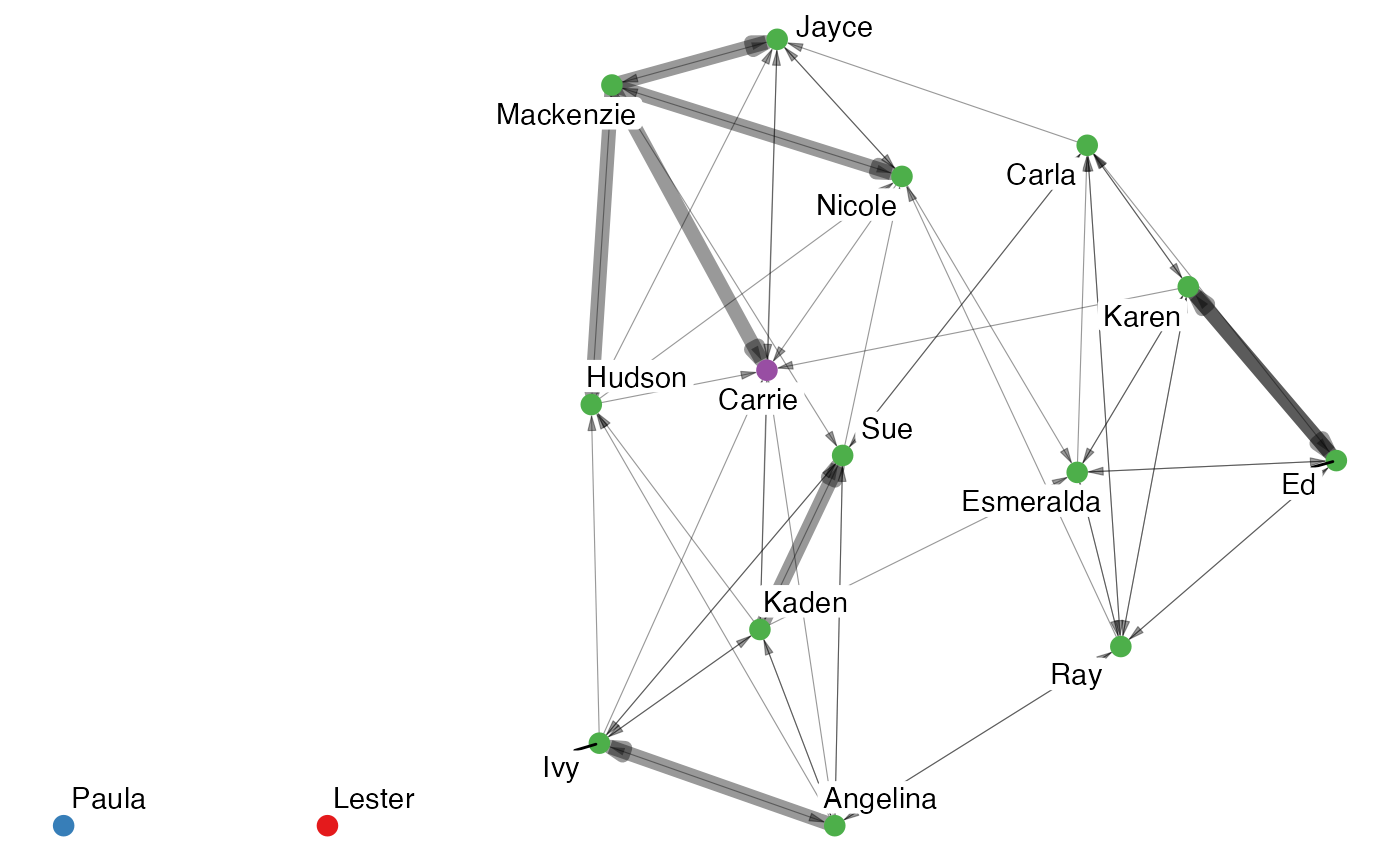 Jayce
Mackenzie
Carla
Nicole
Karen
Hudson
Carrie
Sue
Ed
Esmeralda
Kaden
Ray
Ivy
Paula
Lester
Angelina